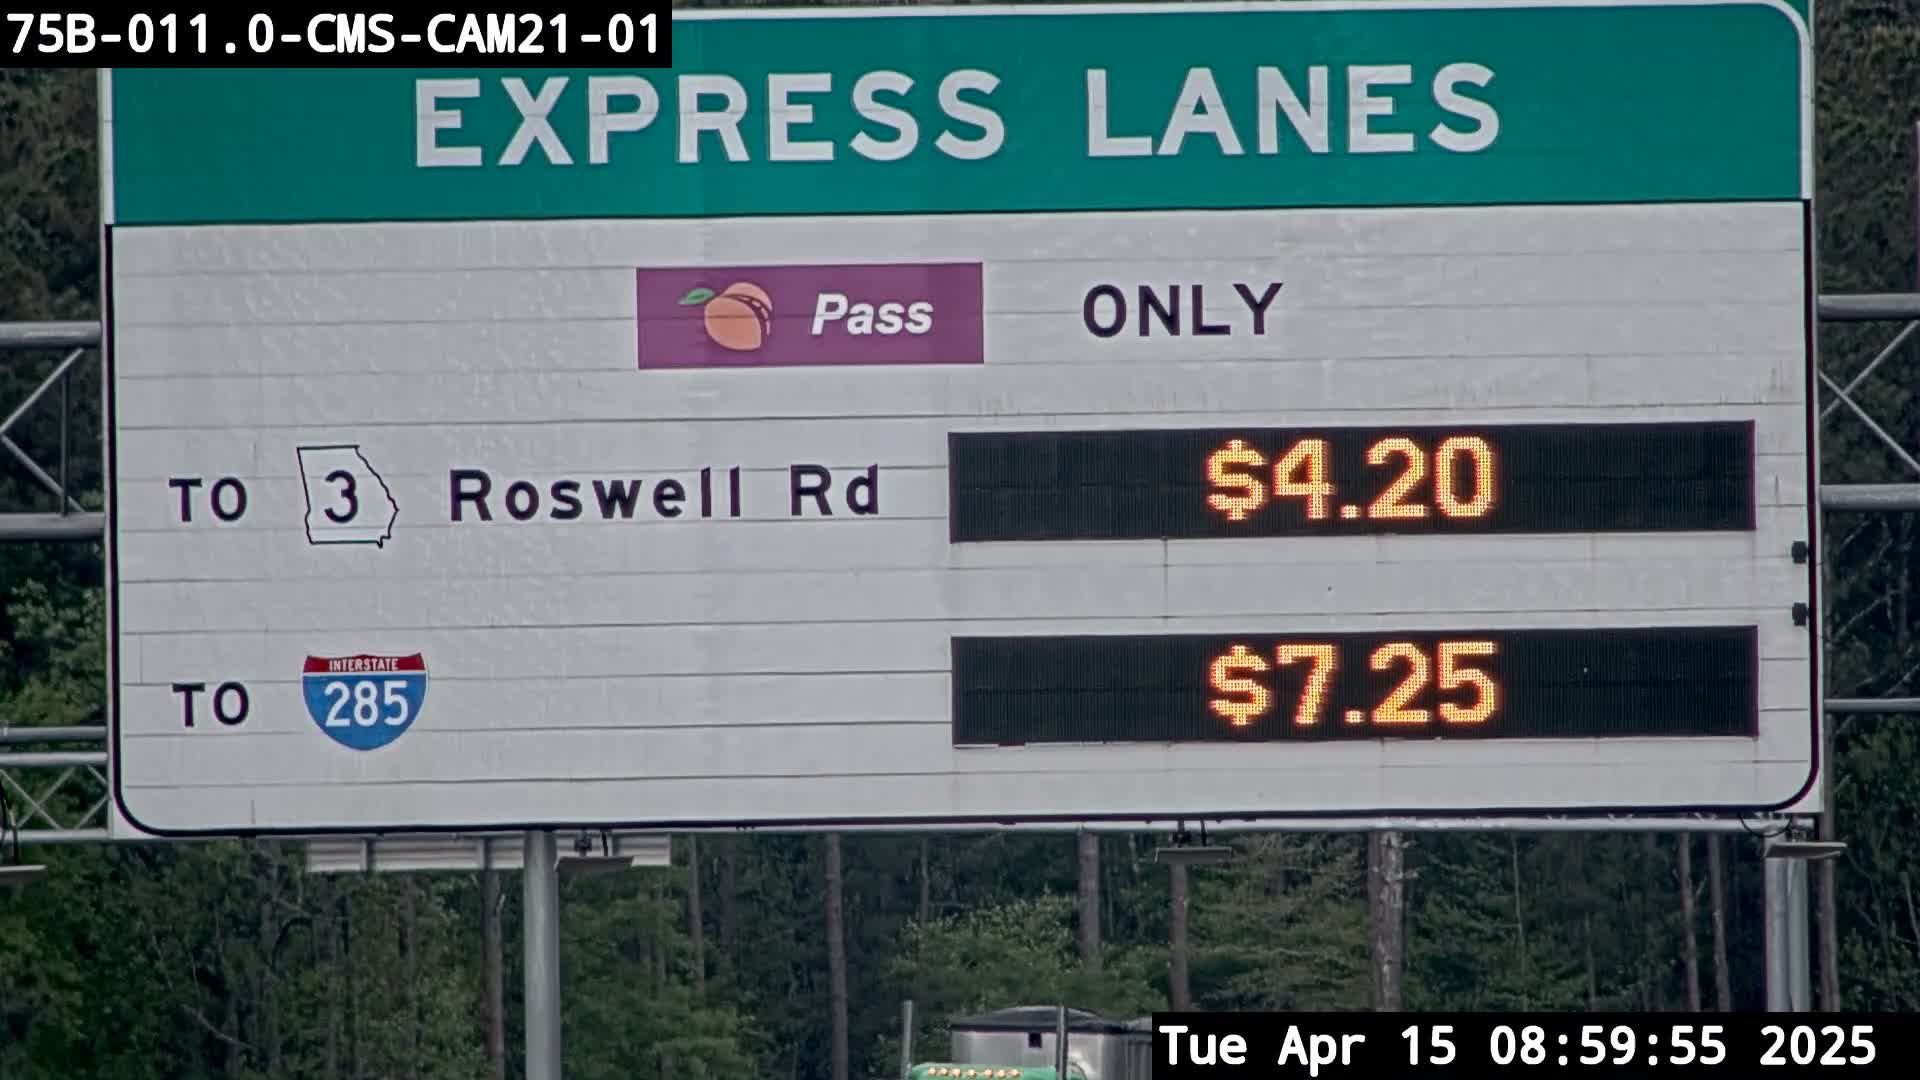 75B-011.0-CMS-CAM21-01
EXPRESS LANES
Pass ONLY
TO 3 Roswell Rd $4.20
TO INTERSTATE 285 $7.25
Tue Apr 15 08:59:55 2025